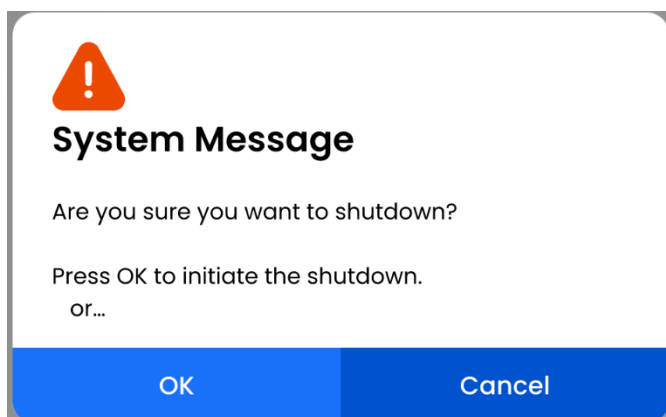 System Message
Are you sure you want to shutdown?
Press OK to initiate the shutdown.
or...
OK
Cancel